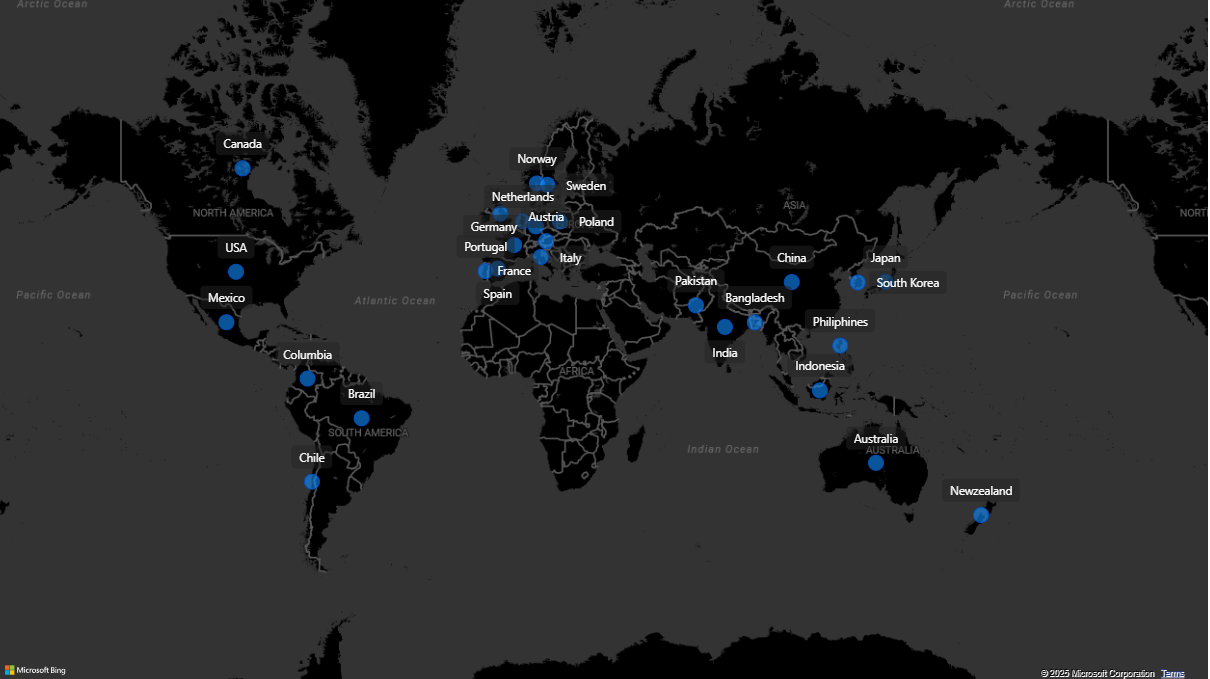 Arctic Ocean
Arctic Ocean
Canada
Norway
Sweden
Netherlands
NORTH AMERICA
ASIA
NORT
Austria
Poland
Germany
Portugal
USA
Italy
China
Japan
France
Pakistan
South Korea
Spain
Bangladesh
Mexico
Pacific Ocean
Atlantic Ocean
Pacific Ocean
Philiphines
India
Columbia
Indonesia
AFRICA
Brazil
SOUTH AMERICA
Australia
AUSTRALIA
Indian Ocean
Chile
Newzealand
Microsoft Bing
© 2025 Microsoft Corporation Terms